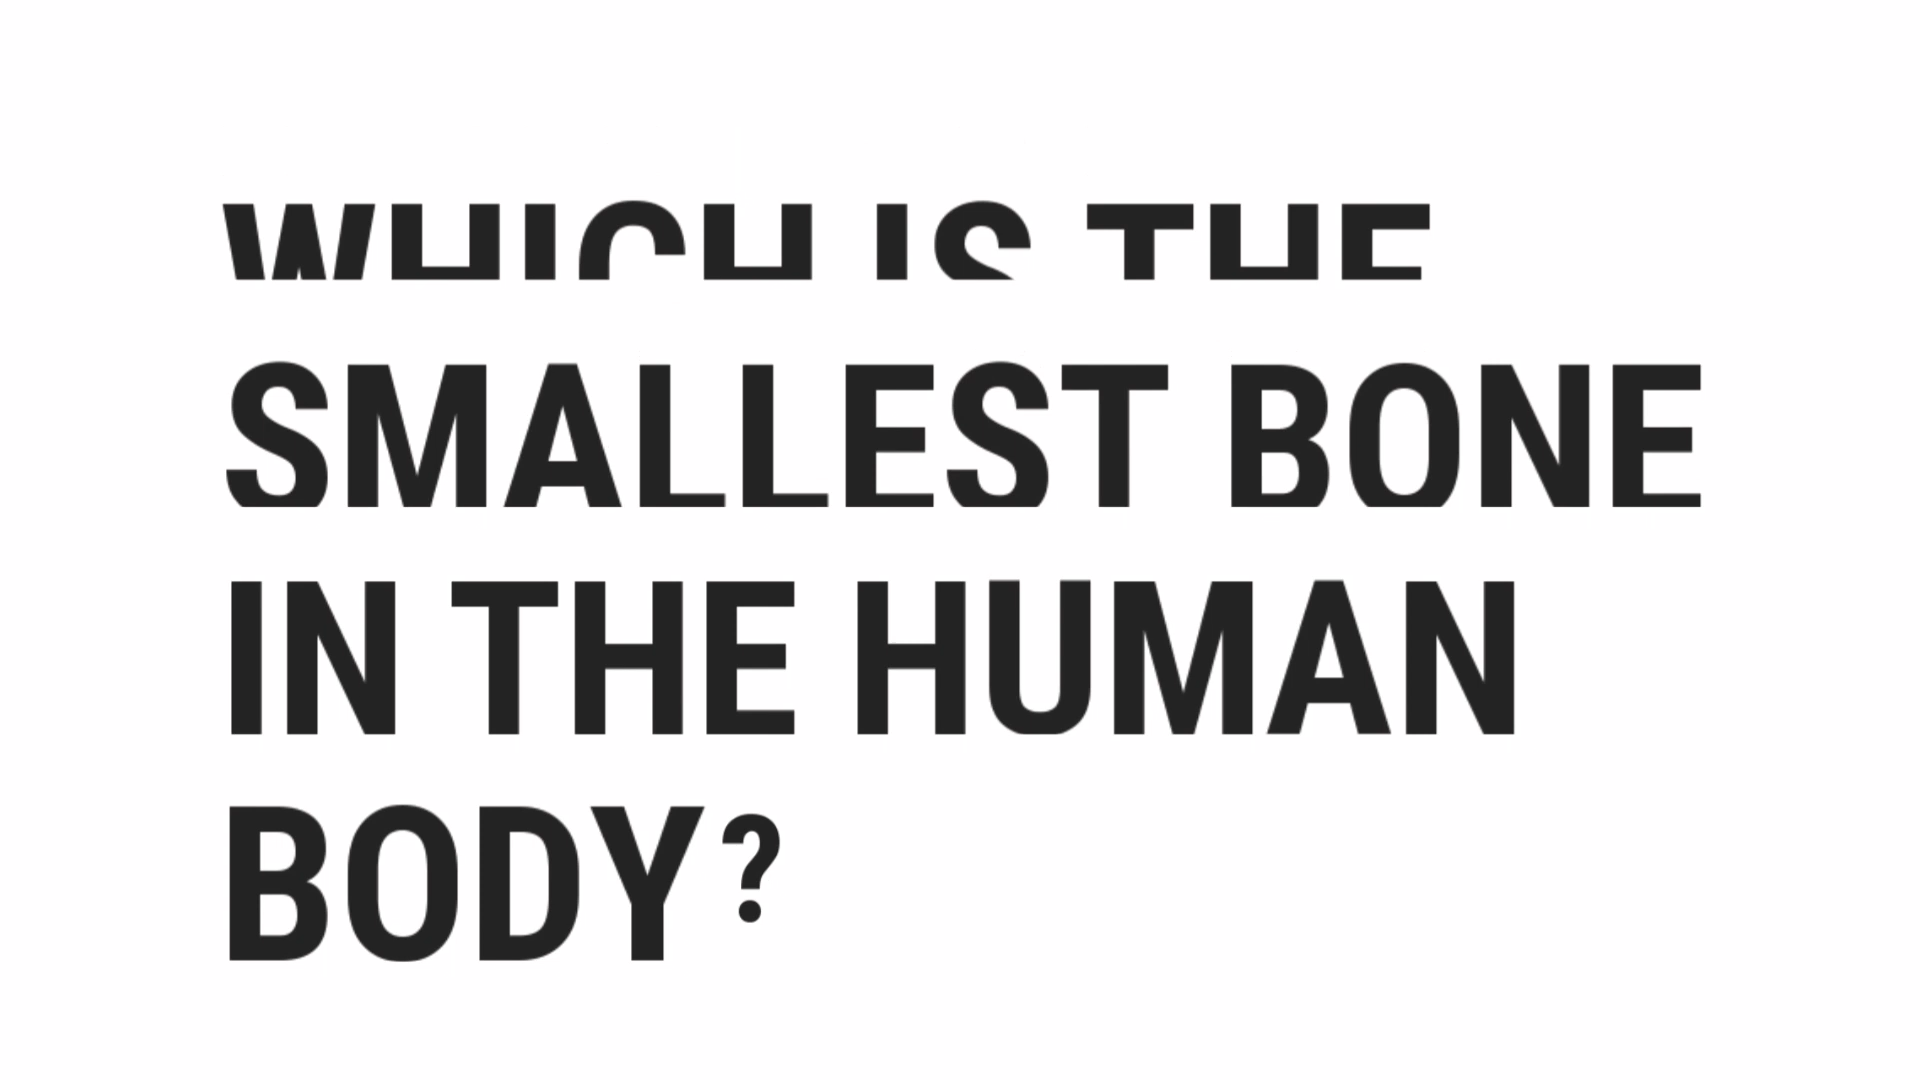 WHICH IS THE
SMALLEST BONE
IN THE HUMAN
BODY?